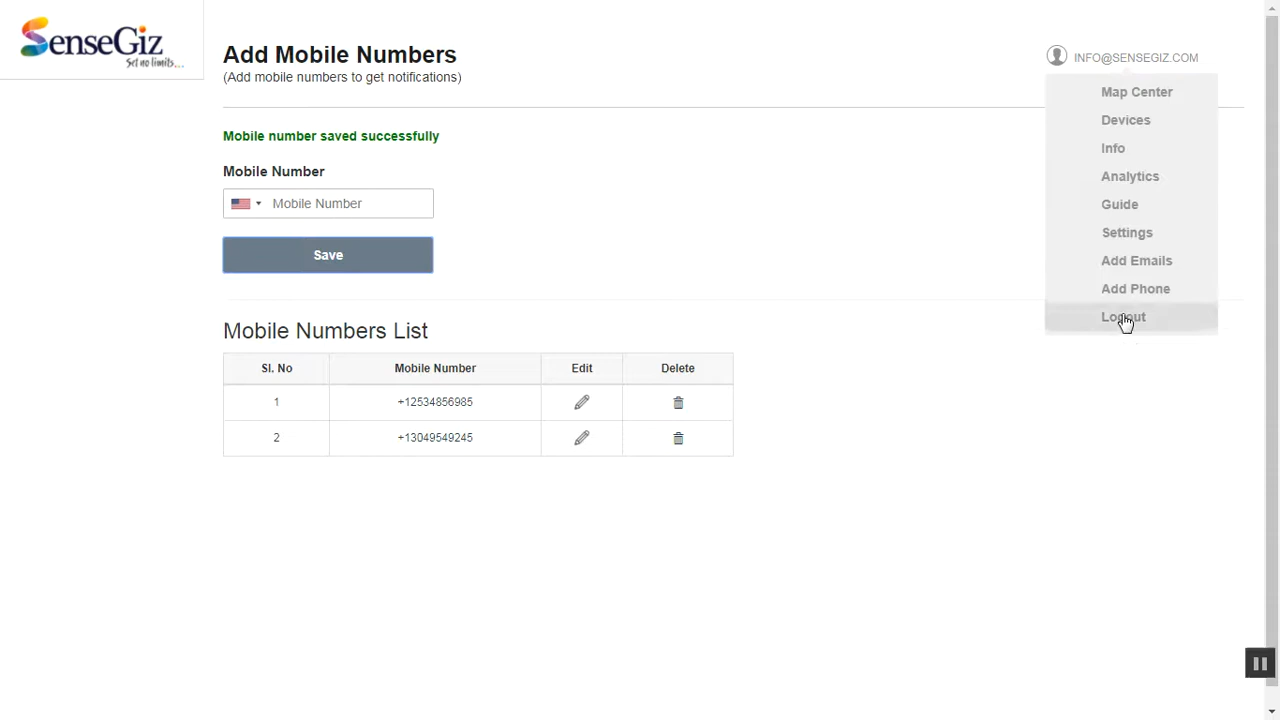 SenseGiz
Set no limits...
Add Mobile Numbers
(Add mobile numbers to get notifications)
INFO@SENSEGIZ.COM
Map Center
Devices
Info
Analytics
Guide
Settings
Add Emails
Add Phone
Logout
Mobile number saved successfully
Mobile Number
Mobile Number
Save
Mobile Numbers List
Sl. No Mobile Number Edit Delete
1 +12534856985
2 +13049549245